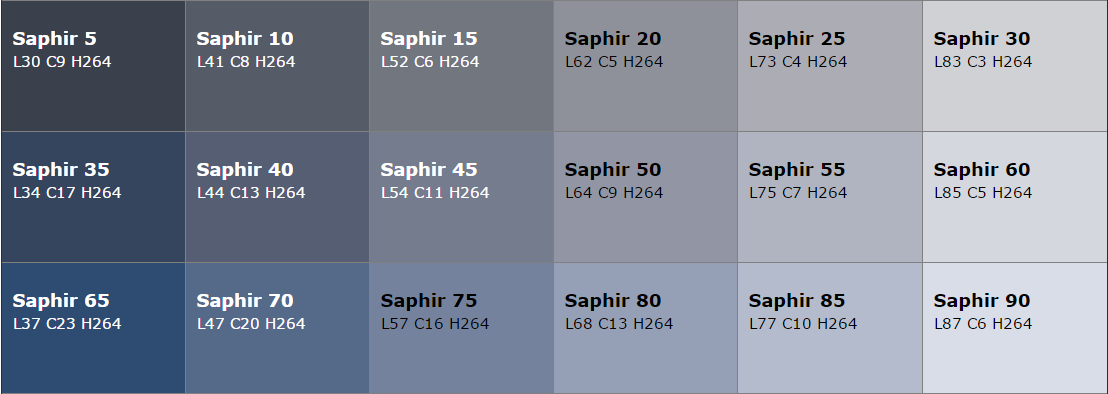 Saphir 5
L30 C9 H264
Saphir 10
L41 C8 H264
Saphir 15
L52 C6 H264
Saphir 20
L62 C5 H264
Saphir 25
L73 C4 H264
Saphir 30
L83 C3 H264
Saphir 35
L34 C17 H264
Saphir 40
L44 C13 H264
Saphir 45
L54 C11 H264
Saphir 50
L64 C9 H264
Saphir 55
L75 C7 H264
Saphir 60
L85 C5 H264
Saphir 65
L37 C23 H264
Saphir 70
L47 C20 H264
Saphir 75
L57 C16 H264
Saphir 80
L68 C13 H264
Saphir 85
L77 C10 H264
Saphir 90
L87 C6 H264